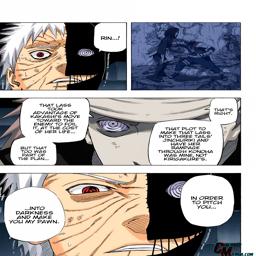 RIN...!
THAT'S RIGHT.
THAT LASS TOOK ADVANTAGE OF KAKASHI'S MOVE TOWARD THE ENEMY TO FOIL IT, AT THE COST OF HER LIFE...
THAT PLOT TO MAKE THAT LASS INTO THREE TAILS' JINCHURIKI AND HAVE HER RAMPAGE THROUGH KONOHA WAS MINE, NOT KIRIGAKURE'S.
BUT THAT TOO WAS PART OF THE PLAN...
IN ORDER TO PITCH YOU...
...INTO DARKNESS AND MAKE YOU MY PAWN.